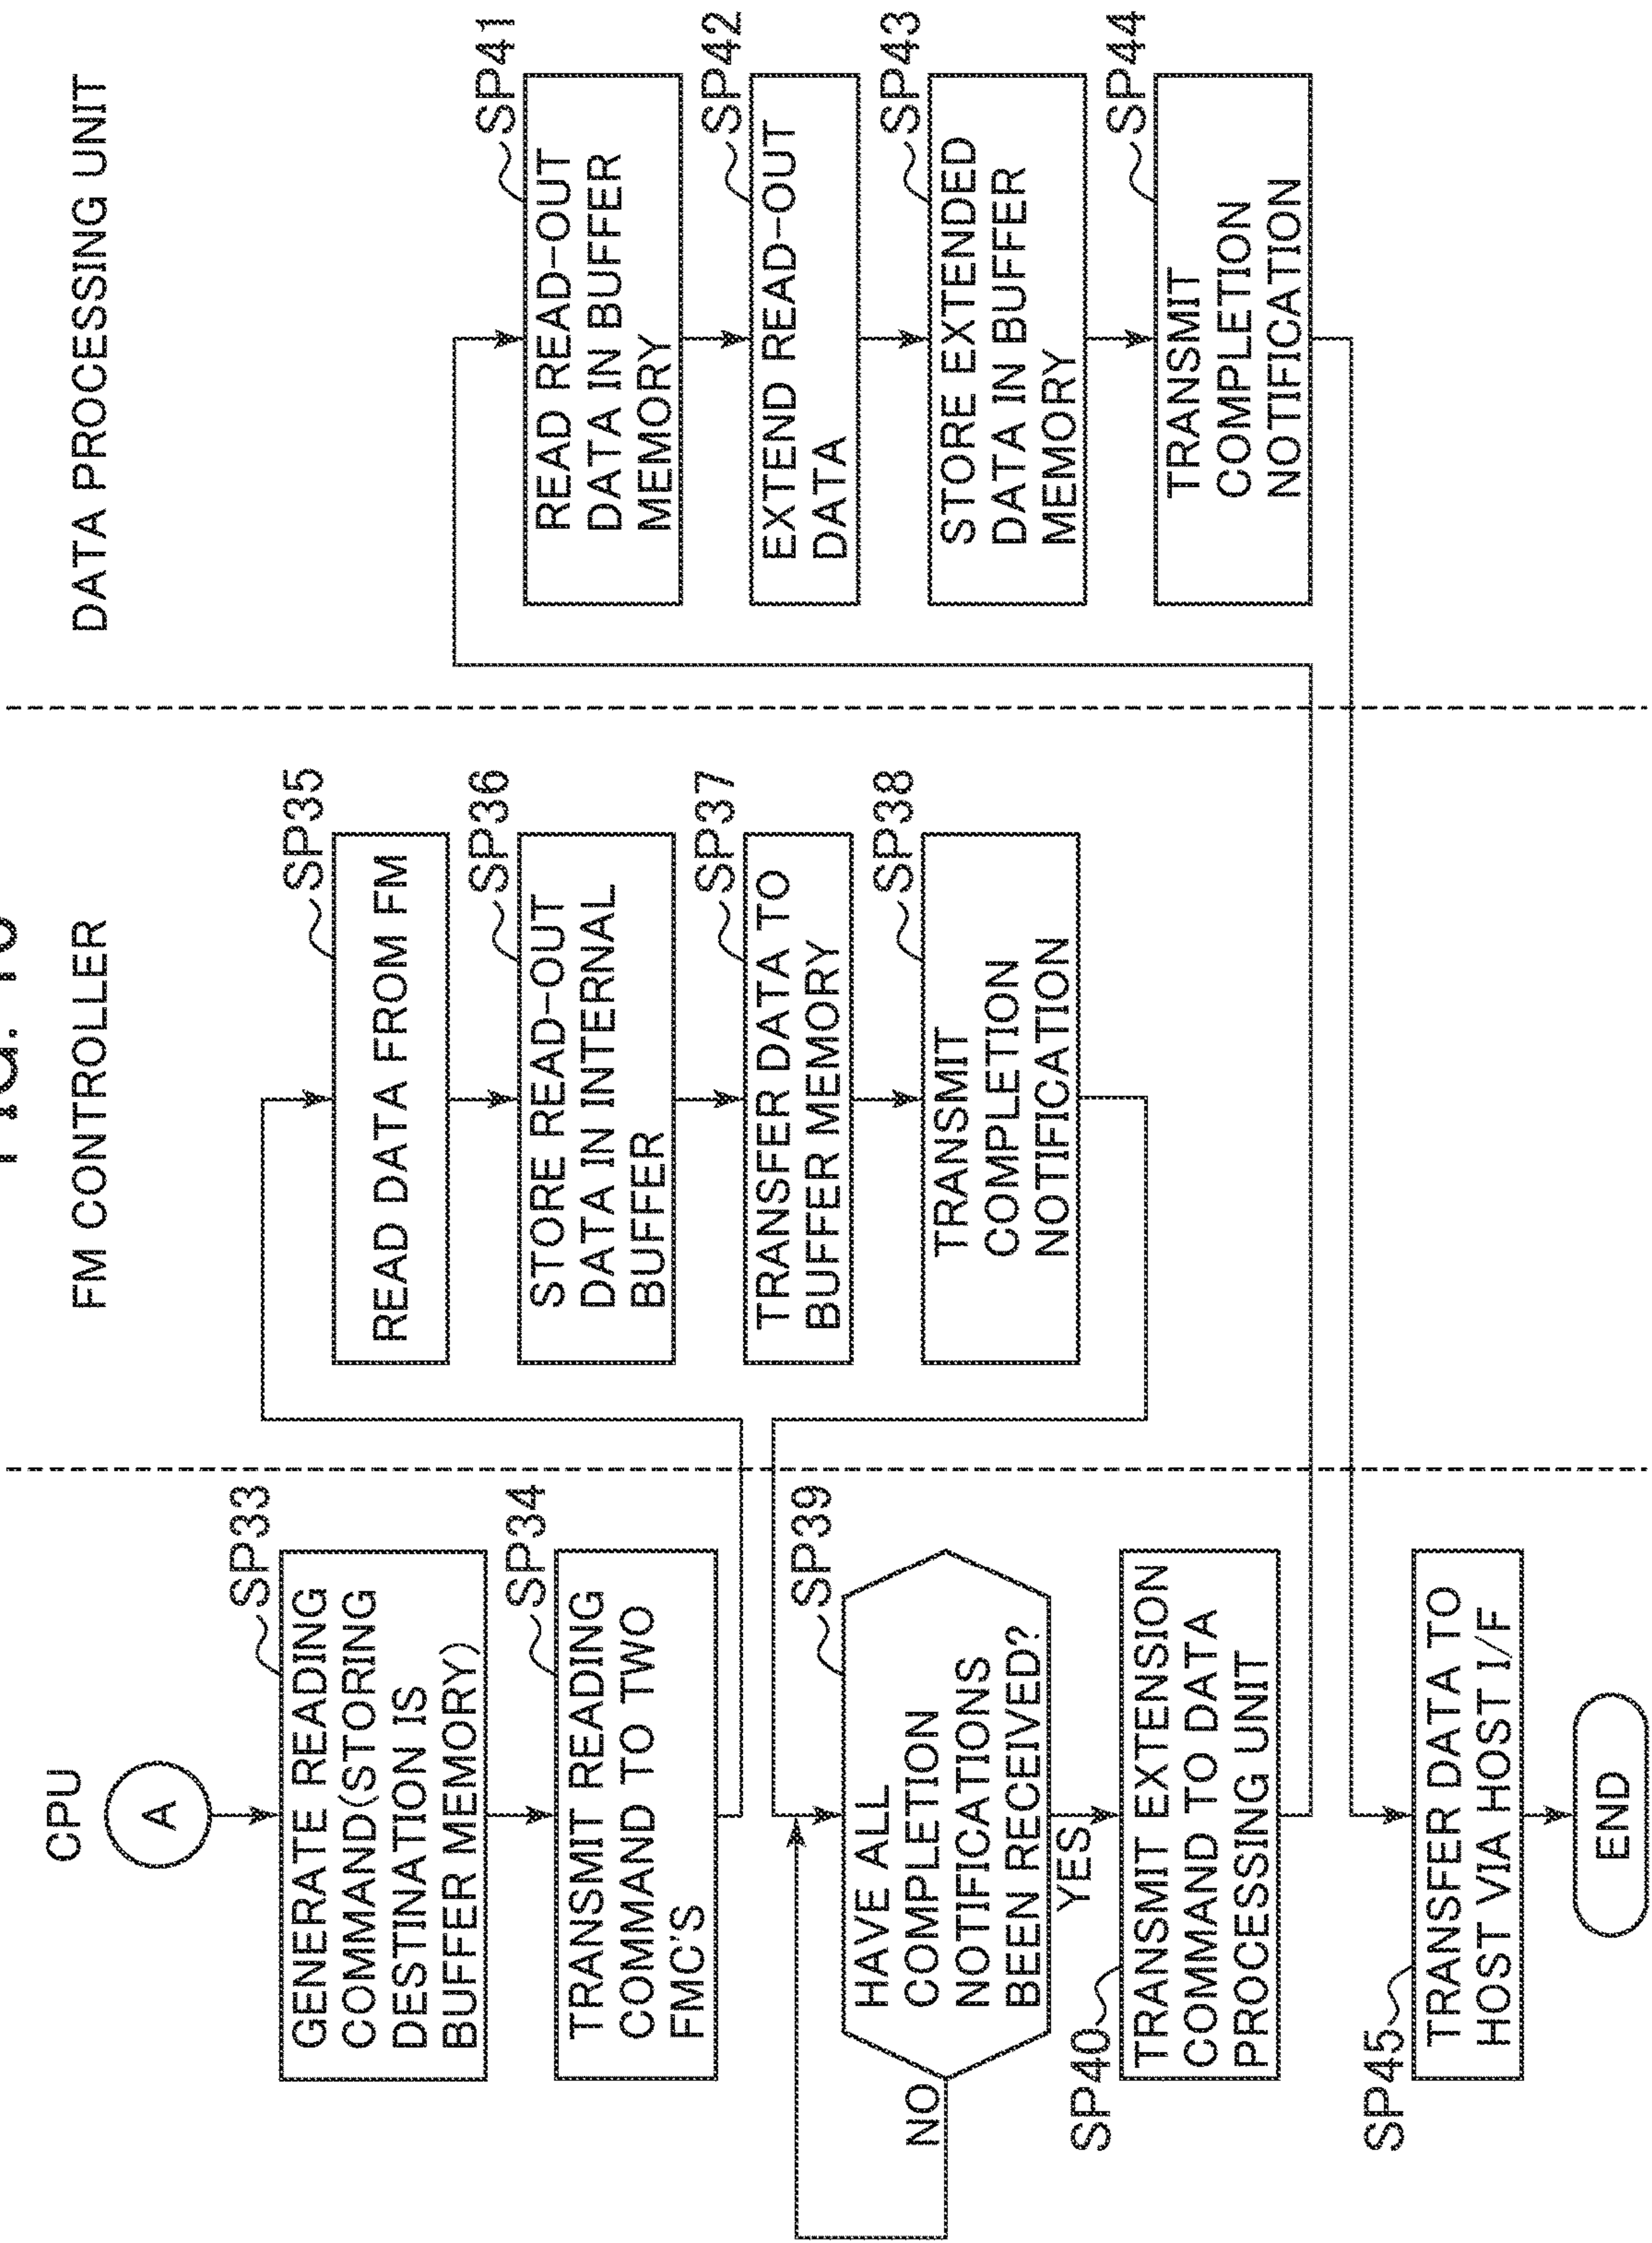 CPU
A
SP33
GENERATE READING
COMMAND(STORING
DESTINATION IS
BUFFER MEMORY)
SP34
TRANSMIT READING
COMMAND TO TWO
FMC'S
SP39
HAVE ALL
COMPLETION
NOTIFICATIONS
BEEN RECEIVED?
NO
YES
SP40
TRANSMIT EXTENSION
COMMAND TO DATA
PROCESSING UNIT
SP45
TRANSFER DATA TO
HOST VIA HOST I/F
END
FM CONTROLLER
SP35
READ DATA FROM FM
SP36
STORE READ-OUT
DATA IN INTERNAL
BUFFER
SP37
TRANSFER DATA TO
BUFFER MEMORY
SP38
TRANSMIT
COMPLETION
NOTIFICATION
DATA PROCESSING UNIT
SP41
READ READ-OUT
DATA IN BUFFER
MEMORY
SP42
EXTEND READ-OUT
DATA
SP43
STORE EXTENDED
DATA IN BUFFER
MEMORY
SP44
TRANSMIT
COMPLETION
NOTIFICATION